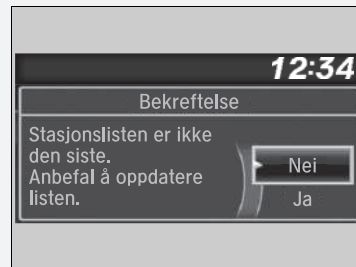 12:34
Bekreftelse
Stasjonslisten er ikke
den siste.
Anbefal å oppdatere
listen.
Nei
Ja